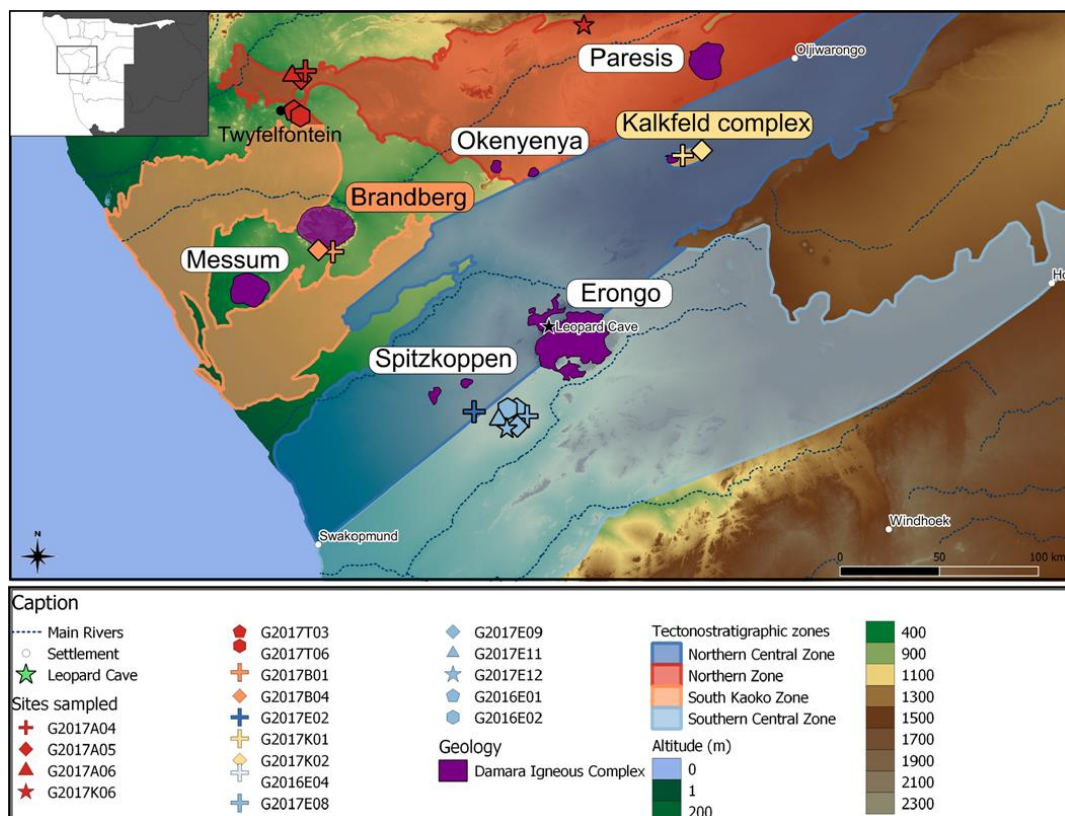 Paresis
Otjiwarongo
Kalkfeld complex
Twyfelfontein
Okenyenya
Brandberg
Messum
Erongo
Leopard Cave
Spitzkoppen
Ho
Windhoek
Swakopmund
N
0 50 100 km
Caption
Main Rivers
Settlement
Leopard Cave
Sites sampled
G2017A04
G2017A05
G2017A06
G2017K06
G2017T03
G2017T06
G2017B01
G2017B04
G2017E02
G2017K01
G2017K02
G2016E04
G2017E08
G2017E09
G2017E11
G2017E12
G2016E01
G2016E02
Geology
Damara Igneous Complex
Tectonostratigraphic zones
Northern Central Zone
Northern Zone
South Kaoko Zone
Southern Central Zone
Altitude (m)
0
1
200
400
900
1100
1300
1500
1700
1900
2100
2300